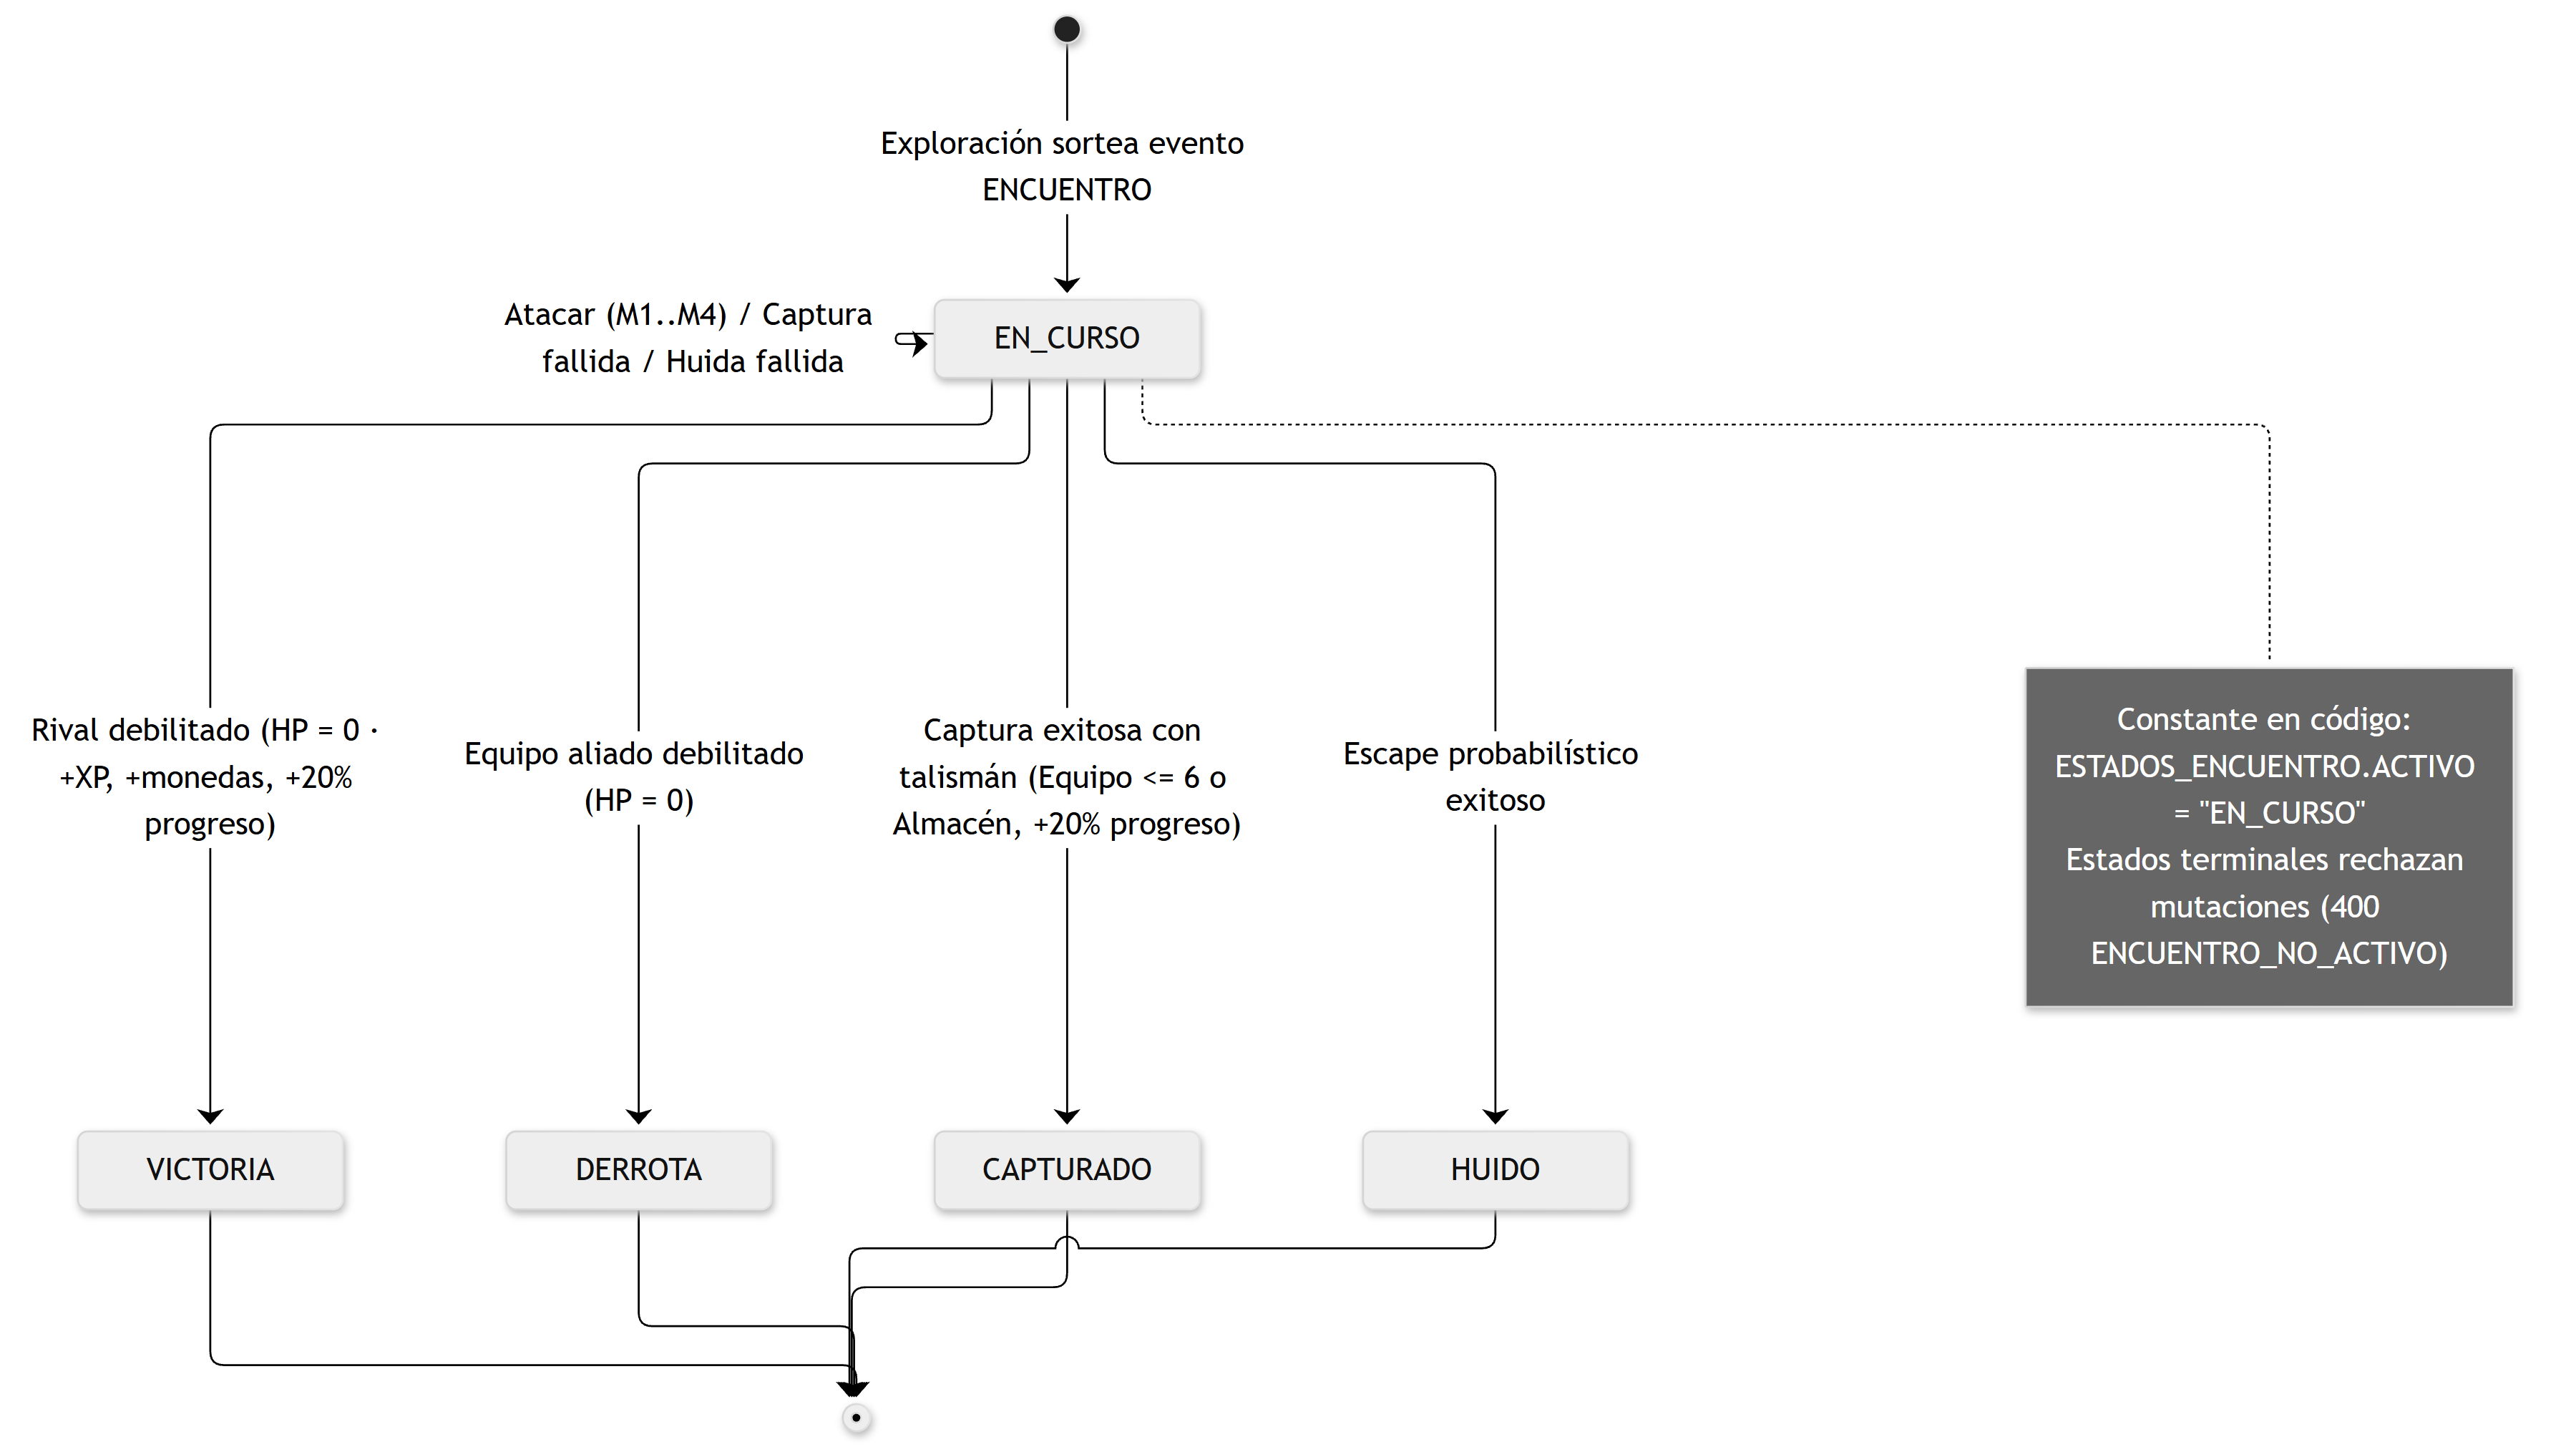 Exploración sortea evento
ENCUENTRO
Atacar (M1..M4) / Captura
fallida / Huida fallida
EN_CURSO
Rival debilitado (HP = 0 ·
+XP, +monedas, +20%
progreso)
Equipo aliado debilitado
(HP = 0)
Captura exitosa con
talismán (Equipo <= 6 o
Almacén, +20% progreso)
Escape probabilístico
exitoso
Constante en código:
ESTADOS_ENCUENTRO.ACTIVO
= "EN_CURSO"
Estados terminales rechazan
mutaciones (400
ENCUENTRO_NO_ACTIVO)
VICTORIA
DERROTA
CAPTURADO
HUIDO